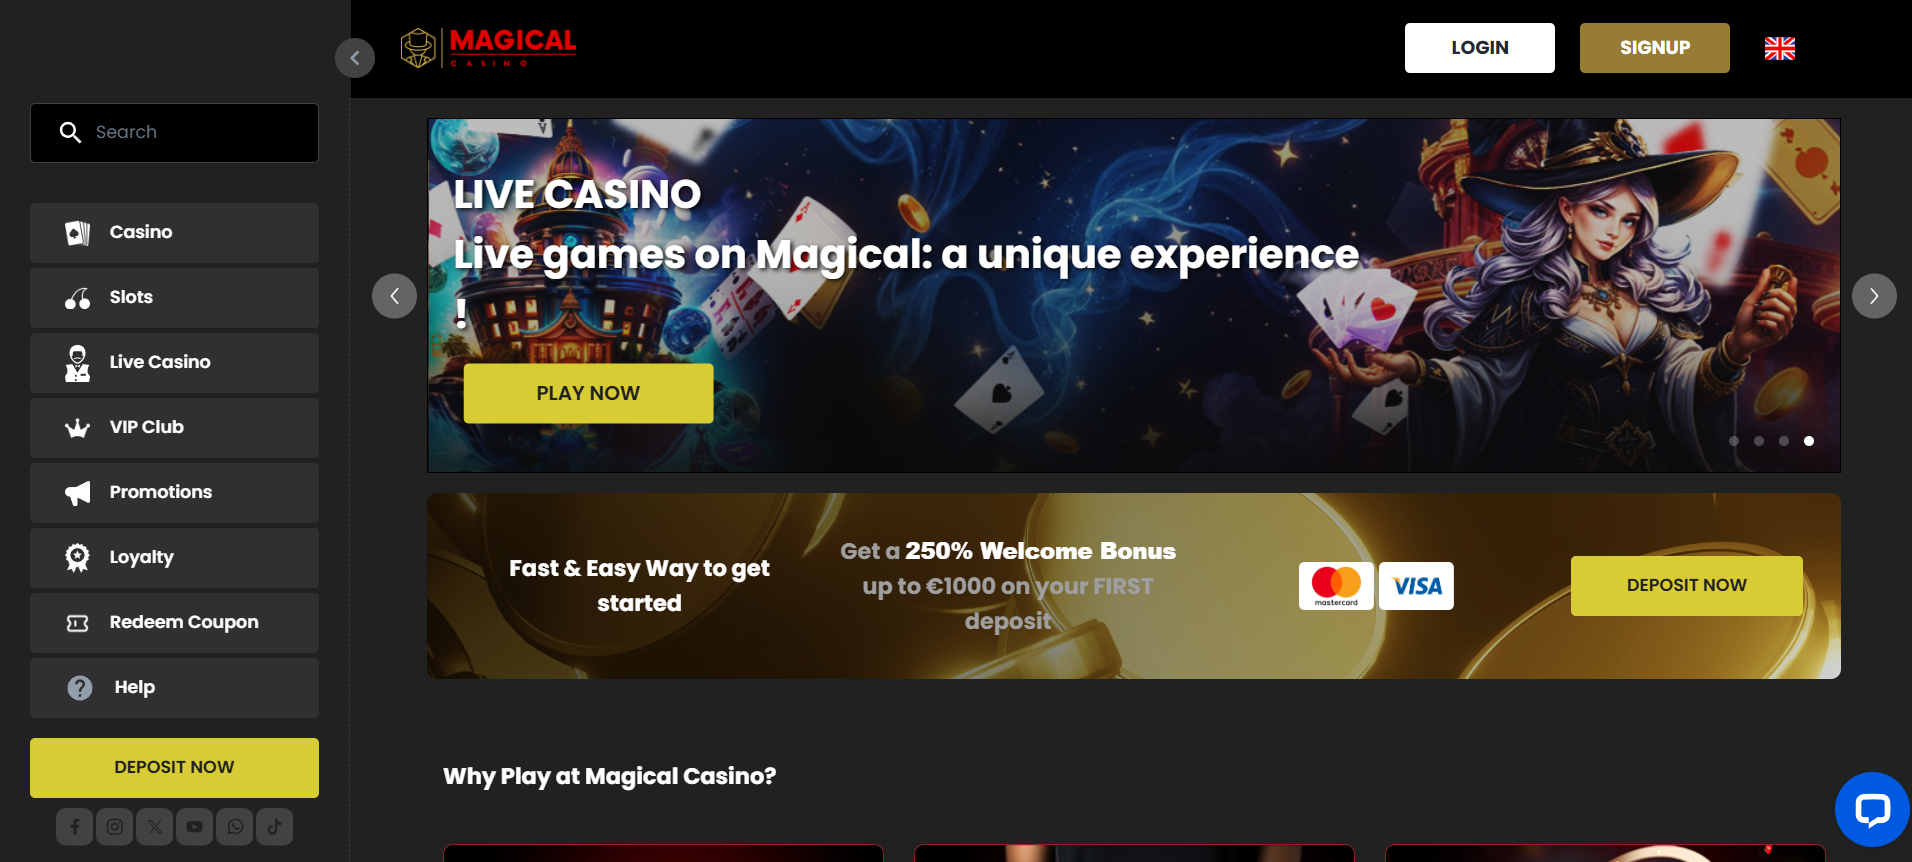 MAGICAL
CASINO
LOGIN
SIGNUP
Search
Casino
Slots
Live Casino
VIP Club
Promotions
Loyalty
Redeem Coupon
Help
DEPOSIT NOW
LIVE CASINO
Live games on Magical: a unique experience
!
PLAY NOW
Fast & Easy Way to get
started
Get a 250% Welcome Bonus
up to €1000 on your FIRST
deposit
mastercard
VISA
DEPOSIT NOW
Why Play at Magical Casino?